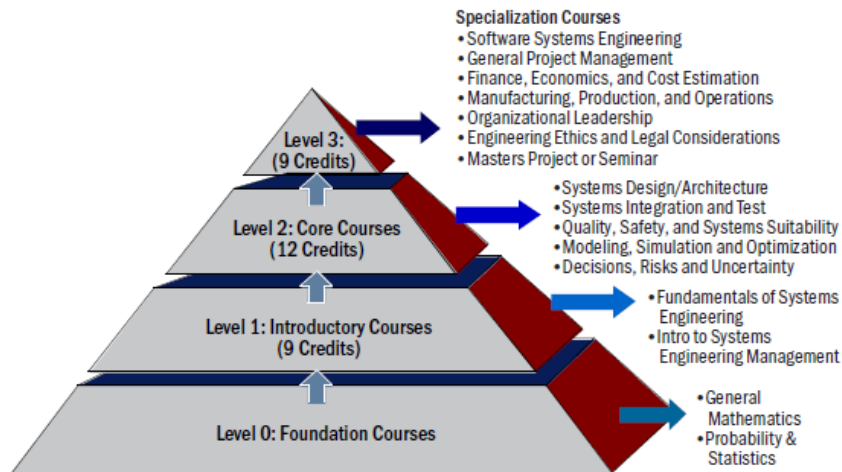 Specialization Courses
•Software Systems Engineering
•General Project Management
•Finance, Economics, and Cost Estimation
•Manufacturing, Production, and Operations
•Organizational Leadership
•Engineering Ethics and Legal Considerations
•Masters Project or Seminar
Level 3:
(9 Credits)
•Systems Design/Architecture
•Systems Integration and Test
•Quality, Safety, and Systems Suitability
•Modeling, Simulation and Optimization
•Decisions, Risks and Uncertainty
Level 2: Core Courses
(12 Credits)
•Fundamentals of Systems
Engineering
•Intro to Systems
Engineering Management
Level 1: Introductory Courses
(9 Credits)
•General
Mathematics
•Probability &
Statistics
Level 0: Foundation Courses